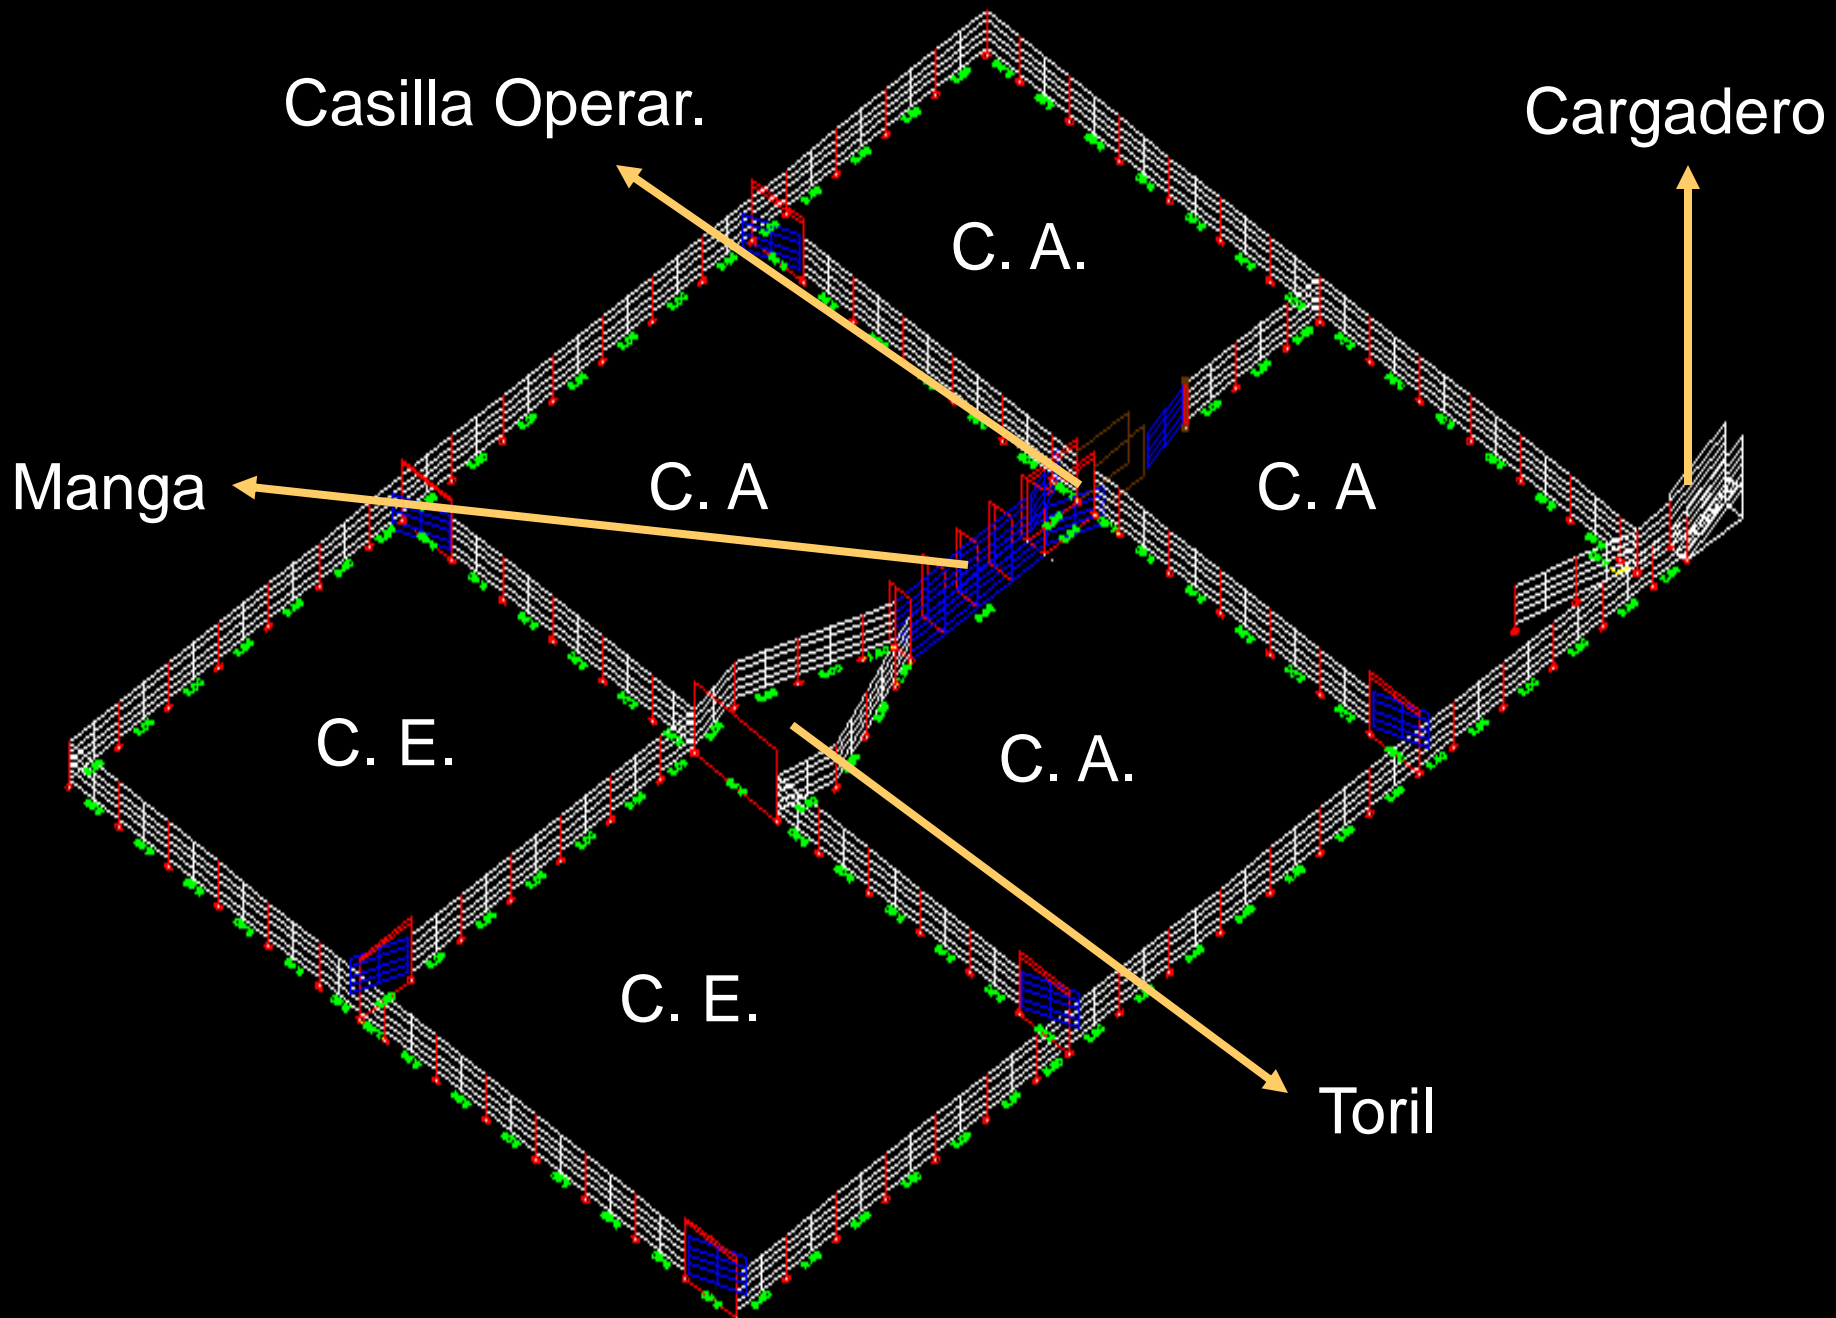 Casilla Operar.
Cargadero
C. A.
Manga
C. A
C. A
C. E.
C. A.
C. E.
Toril